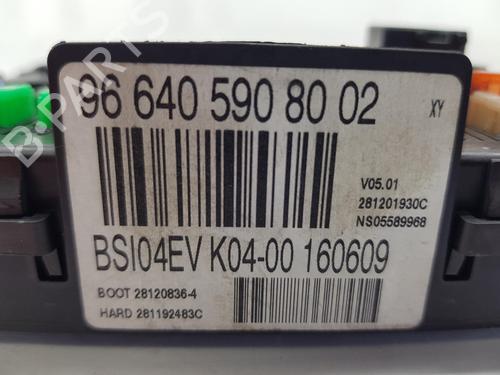 96 640 590 80 02
XY
V05.01
281201930C
NS05589968
BSI04EV K04-00 160609
BOOT 28120836-4
HARD 281192483C
B-PARTS